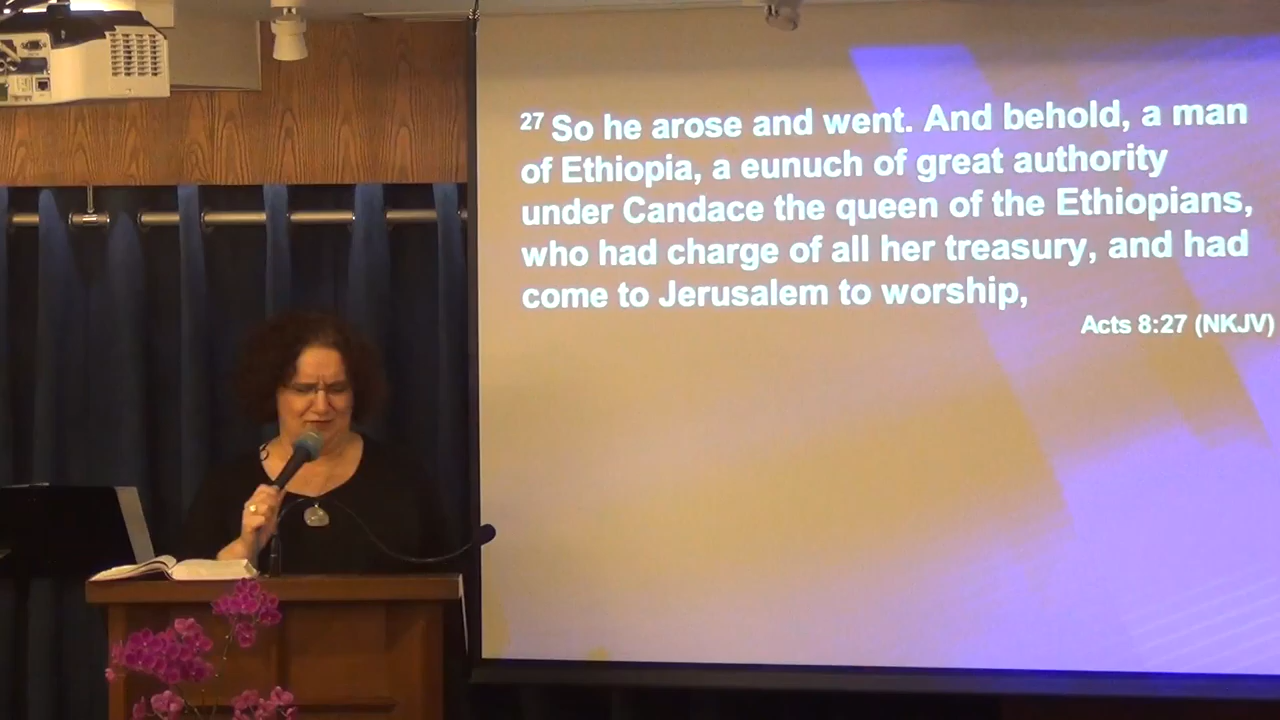 27 So he arose and went. And behold, a man
of Ethiopia, a eunuch of great authority
under Candace the queen of the Ethiopians,
who had charge of all her treasury, and had
come to Jerusalem to worship,
Acts 8:27 (NKJV)